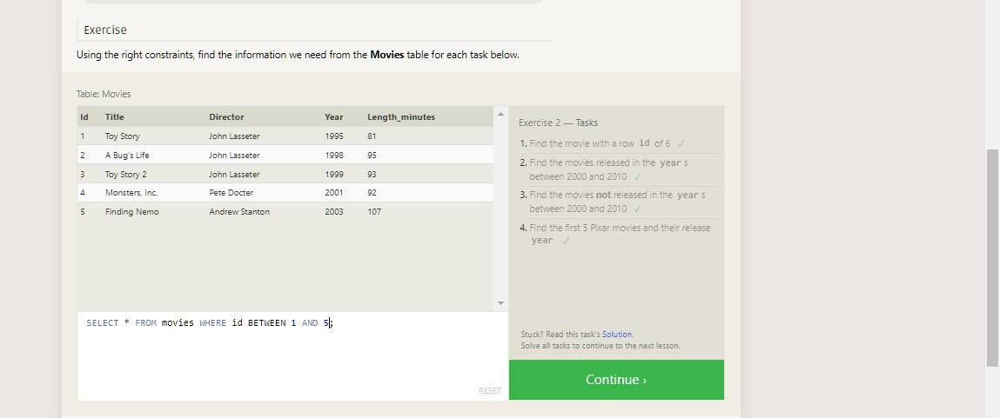 Exercise
Using the right constraints, find the information we need from the Movies table for each task below.
Table: Movies
Id Title Director Year Length_minutes
1 Toy Story John Lasseter 1995 81
2 A Bug's Life John Lasseter 1998 95
3 Toy Story 2 John Lasseter 1999 93
4 Monsters, Inc. Pete Docter 2001 92
5 Finding Nemo Andrew Stanton 2003 107
SELECT * FROM movies WHERE id BETWEEN 1 AND 5;
RESET
Exercise 2 — Tasks
1. Find the movie with a row id of 6 ✓
2. Find the movies released in the year s
between 2000 and 2010 ✓
3. Find the movies not released in the year s
between 2000 and 2010 ✓
4. Find the first 5 Pixar movies and their release
year ✓
Stuck? Read this task's Solution.
Solve all tasks to continue to the next lesson.
Continue ›